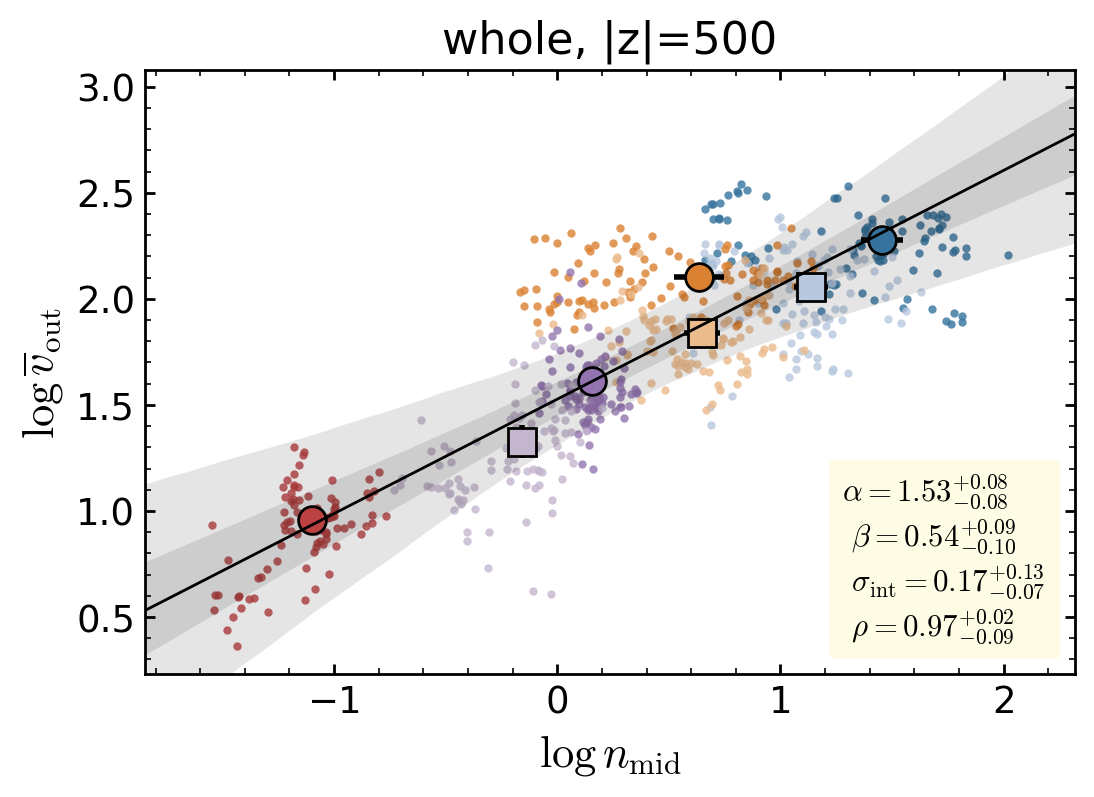 whole, |z|=500
3.0
2.5
2.0
1.5
1.0
0.5
log v̅_out
α = 1.53^{+0.08}_{−0.08}
β = 0.54^{+0.09}_{−0.10}
σ_int = 0.17^{+0.13}_{−0.07}
ρ = 0.97^{+0.02}_{−0.09}
−1 0 1 2
log n_mid